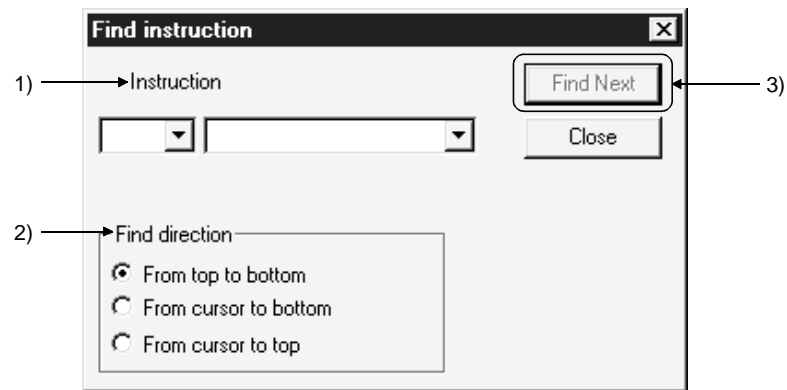 Find instruction
1) Instruction
Find Next
3)
Close
2) Find direction
From top to bottom
From cursor to bottom
From cursor to top